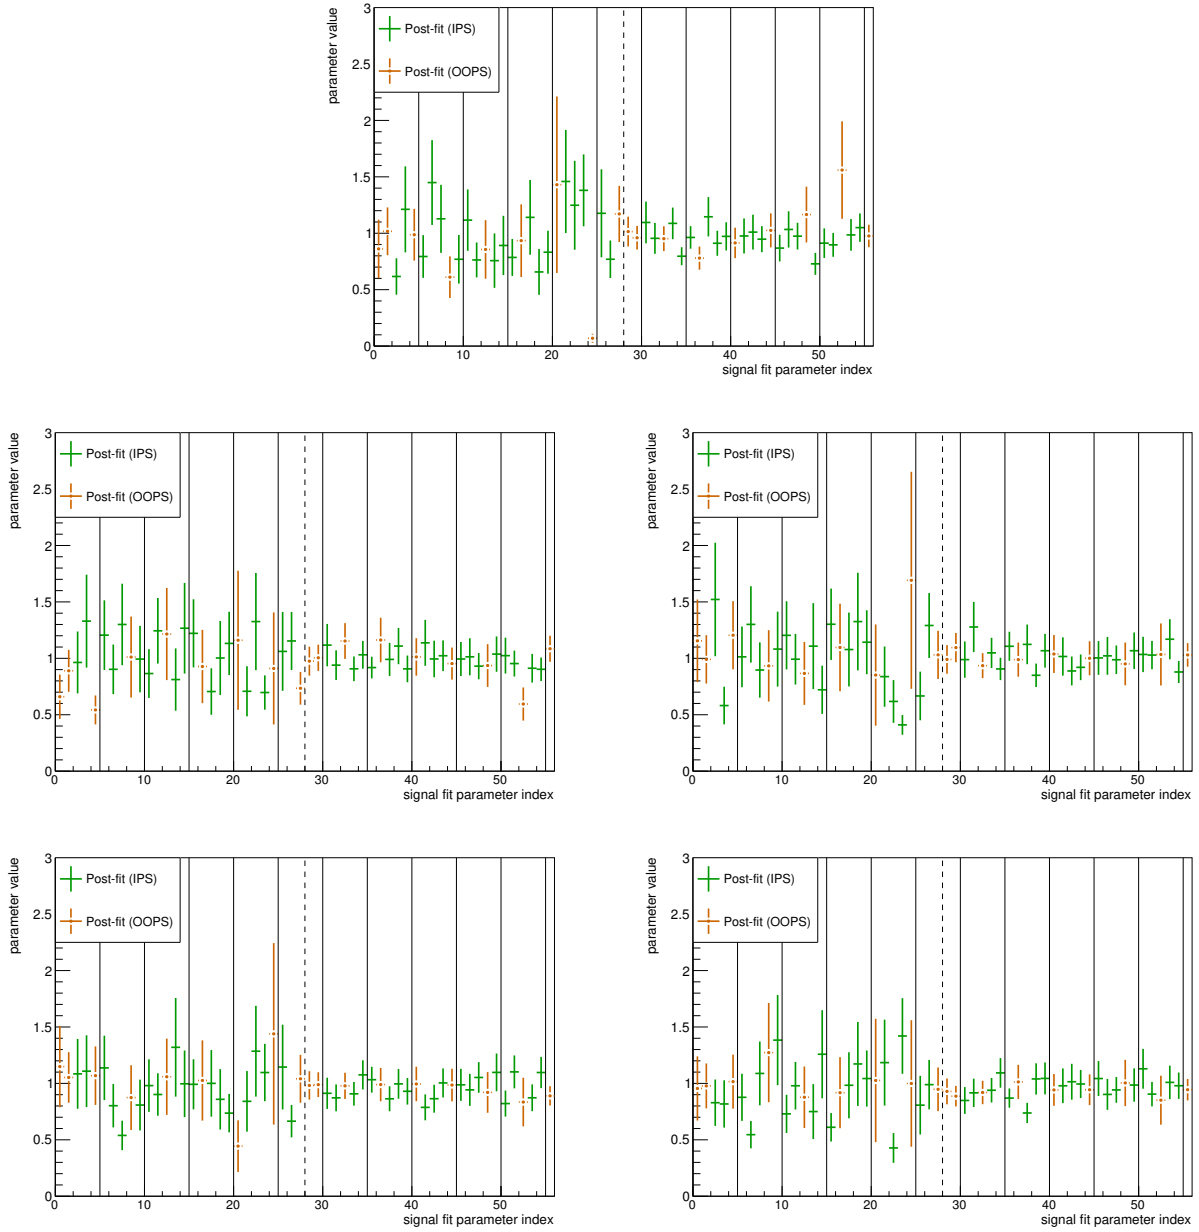 parameter value
3
2.5
2
1.5
1
0.5
0
Post-fit (IPS)
Post-fit (OOPS)
0 10 20 30 40 50
signal fit parameter index
parameter value
3
2.5
2
1.5
1
0.5
0
Post-fit (IPS)
Post-fit (OOPS)
0 10 20 30 40 50
signal fit parameter index
parameter value
3
2.5
2
1.5
1
0.5
0
Post-fit (IPS)
Post-fit (OOPS)
0 10 20 30 40 50
signal fit parameter index
parameter value
3
2.5
2
1.5
1
0.5
0
Post-fit (IPS)
Post-fit (OOPS)
0 10 20 30 40 50
signal fit parameter index
parameter value
3
2.5
2
1.5
1
0.5
0
Post-fit (IPS)
Post-fit (OOPS)
0 10 20 30 40 50
signal fit parameter index